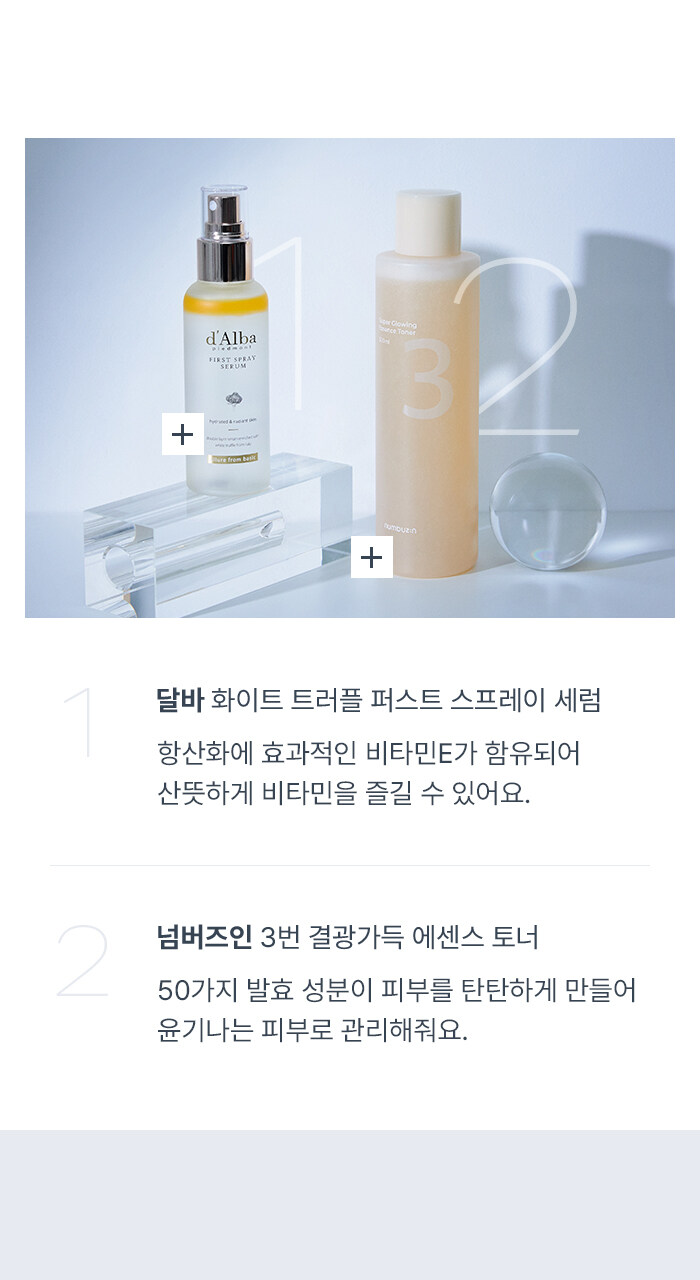 1
2
d'Alba
piedmont
FIRST SPRAY
SERUM
Super Glowing
Essence Toner
3
numbuzin
1
달바 화이트 트러플 퍼스트 스프레이 세럼
항산화에 효과적인 비타민E가 함유되어
산뜻하게 비타민을 즐길 수 있어요.
2
넘버즈인 3번 결광가득 에센스 토너
50가지 발효 성분이 피부를 탄탄하게 만들어
윤기나는 피부로 관리해줘요.